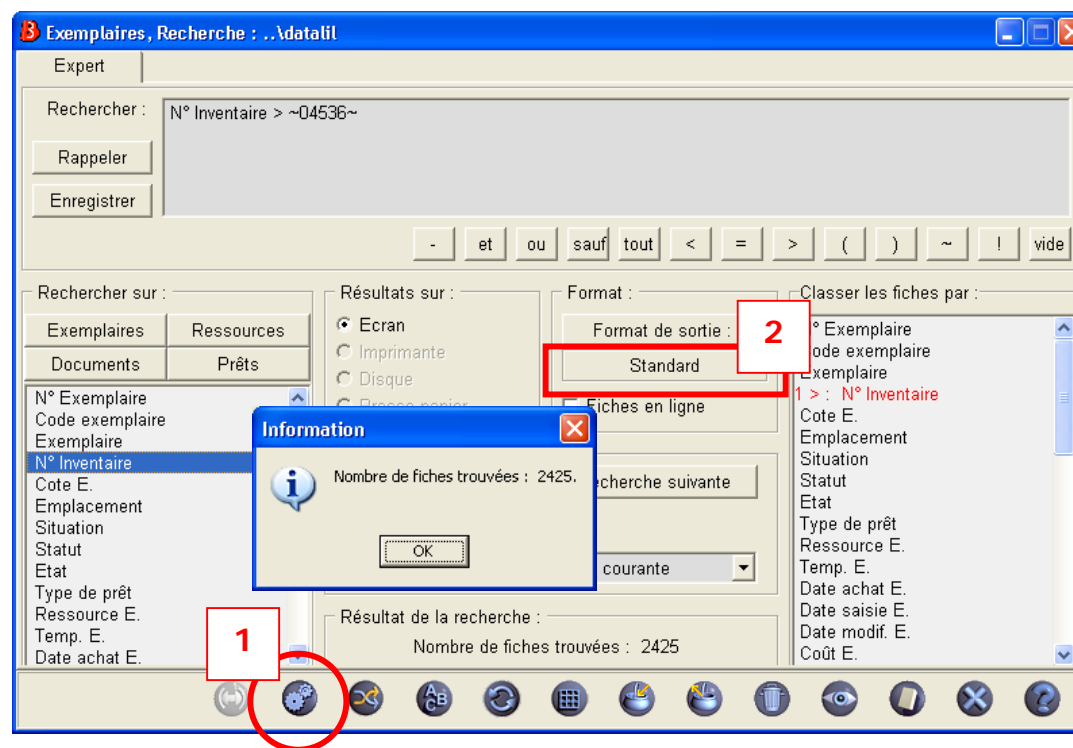 Exemplaires, Recherche : ..\datalil
Expert
Rechercher :
N° Inventaire > ~04536~
Rappeler
Enregistrer
- et ou sauf tout < = > ( ) ~ ! vide
Rechercher sur :
Exemplaires Ressources
Documents Prêts
N° Exemplaire
Code exemplaire
Exemplaire
N° Inventaire
Cote E.
Emplacement
Situation
Statut
Etat
Type de prêt
Ressource E.
Temp. E.
Date achat E.
Résultats sur :
Ecran
Imprimante
Disque
Format :
Format de sortie :
Standard
Fiches en ligne
2
Information
Nombre de fiches trouvées : 2425.
OK
echerche suivante
courante
Résultat de la recherche :
Nombre de fiches trouvées : 2425
Classer les fiches par :
° Exemplaire
ode exemplaire
Exemplaire
1 > : N° Inventaire
Cote E.
Emplacement
Situation
Statut
Etat
Type de prêt
Ressource E.
Temp. E.
Date achat E.
Date saisie E.
Date modif. E.
Coût E.
1
A C B
?